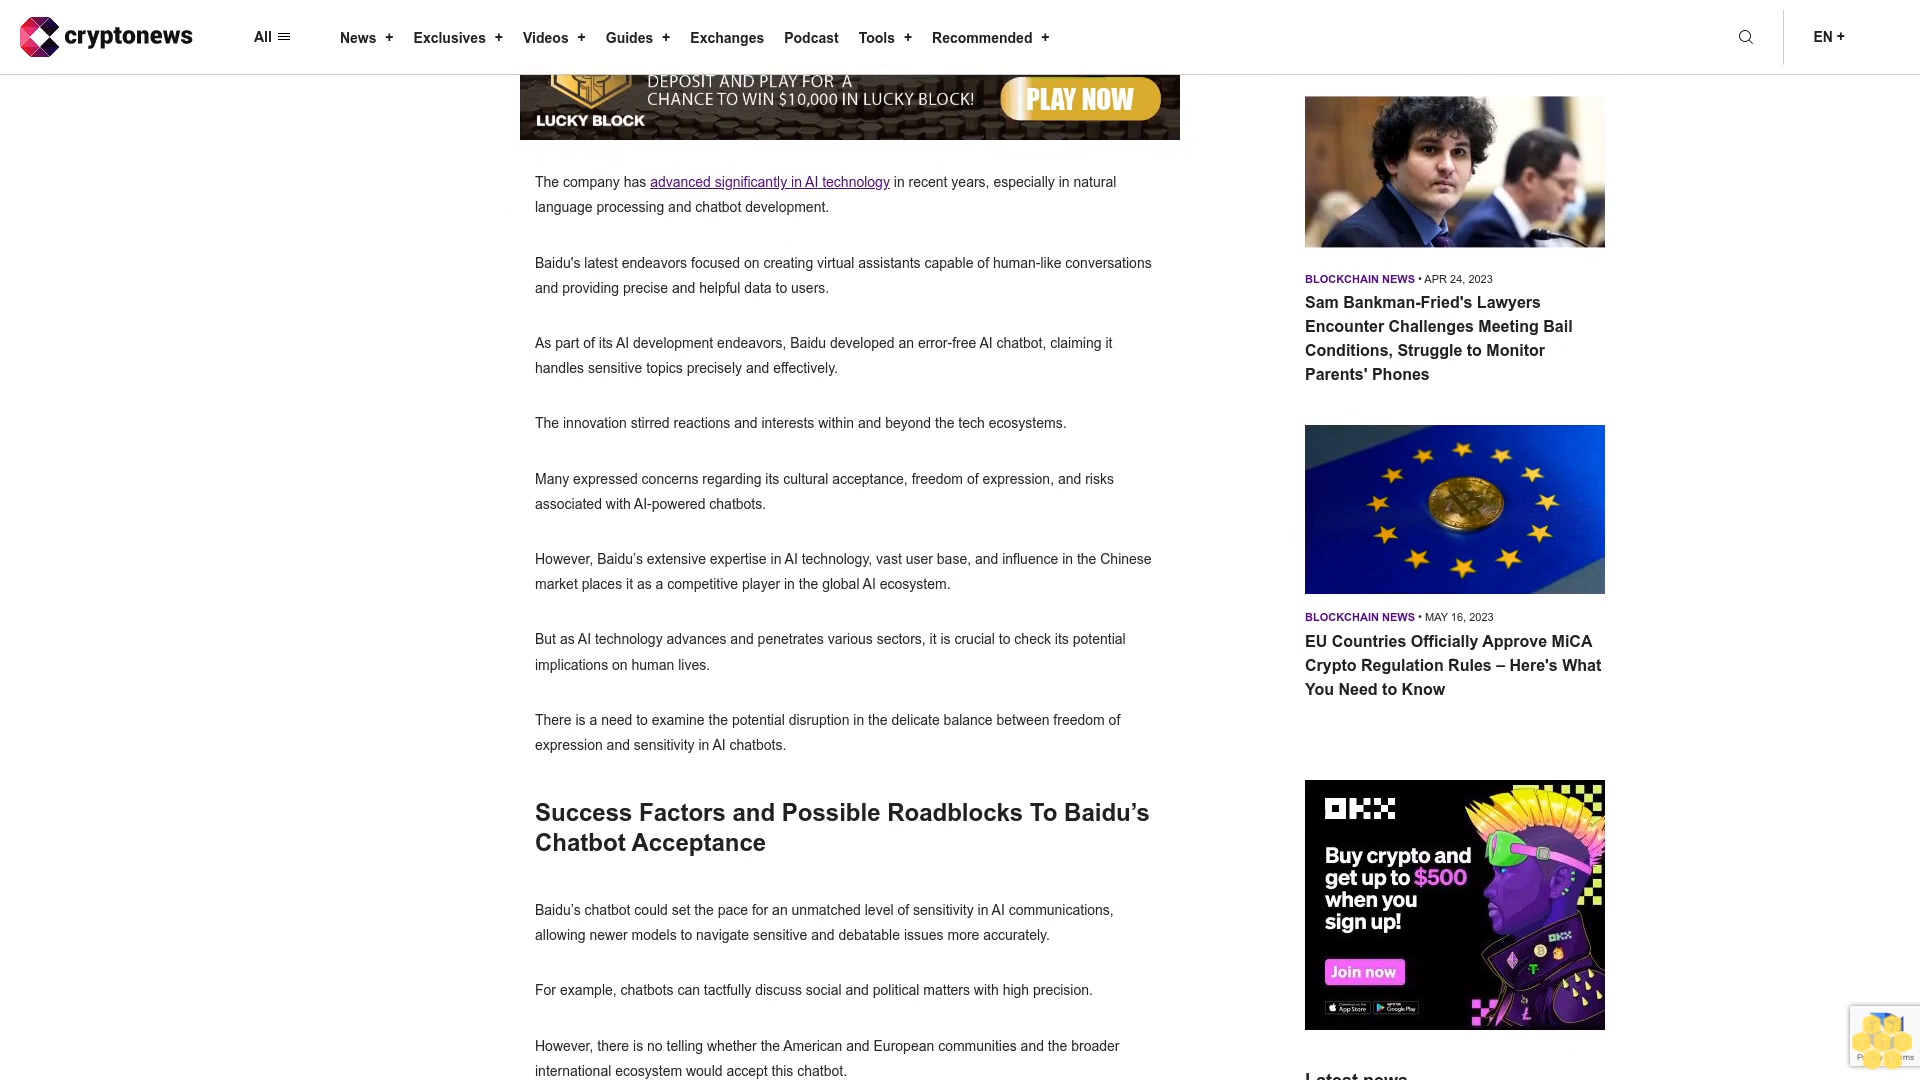 cryptonews
All
News +
Exclusives +
Videos +
Guides +
Exchanges
Podcast
Tools +
Recommended +
EN +
DEPOSIT AND PLAY FOR A
CHANCE TO WIN $10,000 IN LUCKY BLOCK!
PLAY NOW
LUCKY BLOCK
The company has advanced significantly in AI technology in recent years, especially in natural
language processing and chatbot development.
Baidu's latest endeavors focused on creating virtual assistants capable of human-like conversations
and providing precise and helpful data to users.
As part of its AI development endeavors, Baidu developed an error-free AI chatbot, claiming it
handles sensitive topics precisely and effectively.
The innovation stirred reactions and interests within and beyond the tech ecosystems.
Many expressed concerns regarding its cultural acceptance, freedom of expression, and risks
associated with AI-powered chatbots.
However, Baidu’s extensive expertise in AI technology, vast user base, and influence in the Chinese
market places it as a competitive player in the global AI ecosystem.
But as AI technology advances and penetrates various sectors, it is crucial to check its potential
implications on human lives.
There is a need to examine the potential disruption in the delicate balance between freedom of
expression and sensitivity in AI chatbots.
Success Factors and Possible Roadblocks To Baidu’s
Chatbot Acceptance
Baidu’s chatbot could set the pace for an unmatched level of sensitivity in AI communications,
allowing newer models to navigate sensitive and debatable issues more accurately.
For example, chatbots can tactfully discuss social and political matters with high precision.
However, there is no telling whether the American and European communities and the broader
international ecosystem would accept this chatbot.
BLOCKCHAIN NEWS • APR 24, 2023
Sam Bankman-Fried's Lawyers
Encounter Challenges Meeting Bail
Conditions, Struggle to Monitor
Parents' Phones
BLOCKCHAIN NEWS • MAY 16, 2023
EU Countries Officially Approve MiCA
Crypto Regulation Rules – Here's What
You Need to Know
OKX
Buy crypto and
get up to $500
when you
sign up!
Join now
App Store
Google Play
Latest news